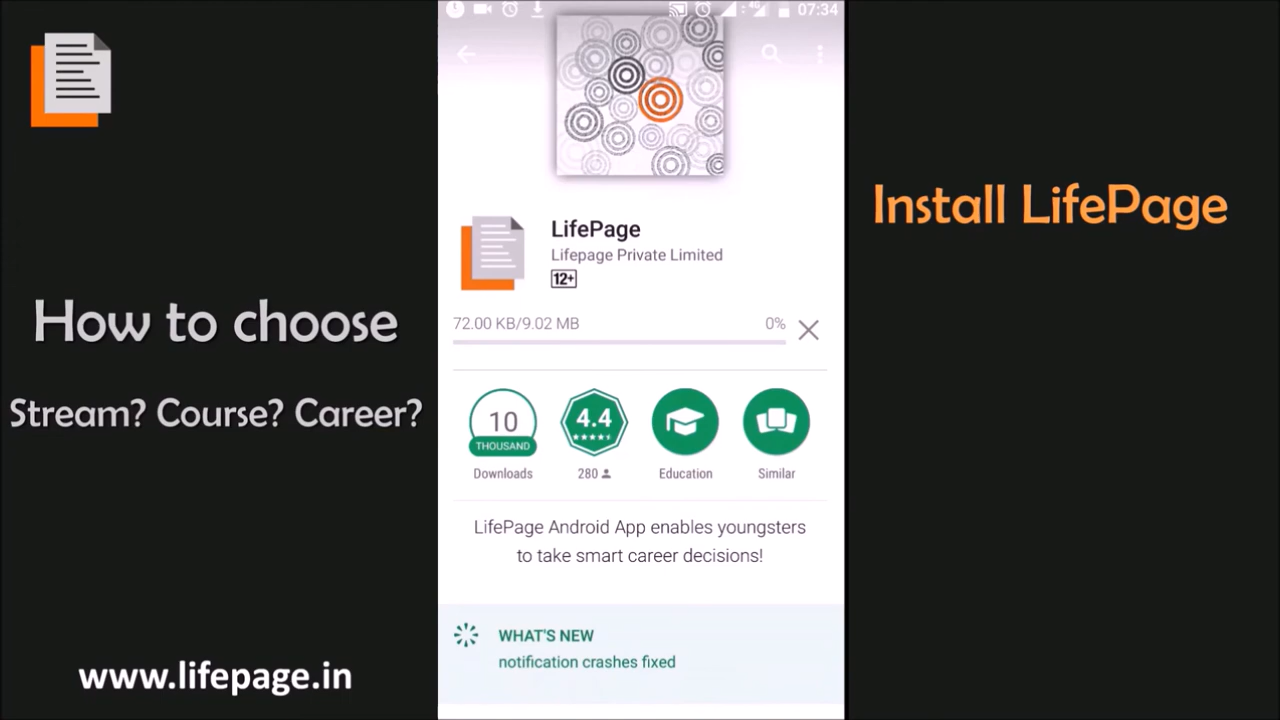 4G 07:34
Install LifePage
LifePage
Lifepage Private Limited
12+
72.00 KB/9.02 MB 0%
How to choose
Stream? Course? Career?
10
THOUSAND
Downloads
4.4
280
Education
Similar
LifePage Android App enables youngsters
to take smart career decisions!
WHAT'S NEW
notification crashes fixed
www.lifepage.in